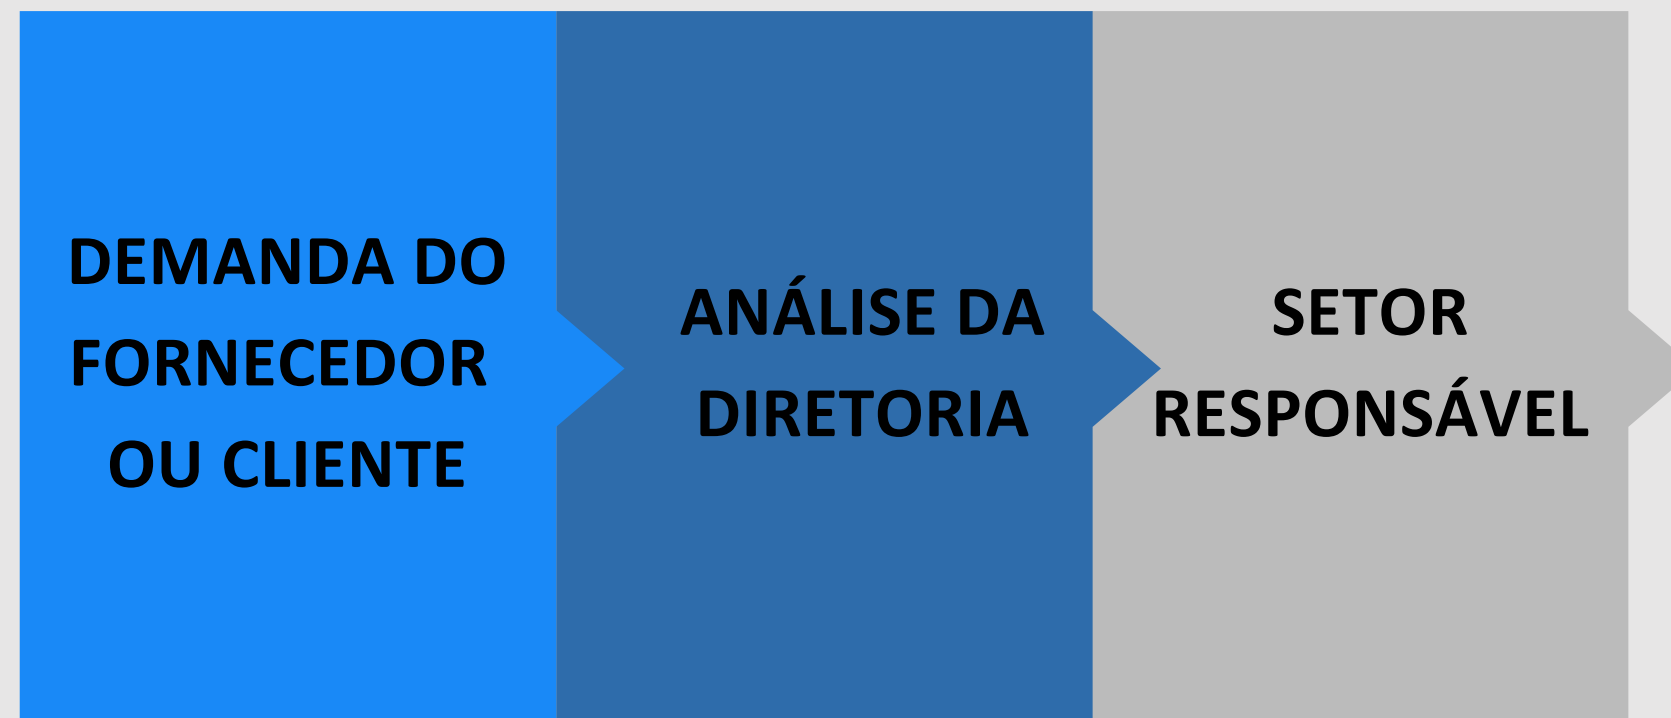 DEMANDA DO
FORNECEDOR
OU CLIENTE
ANÁLISE DA
DIRETORIA
SETOR
RESPONSÁVEL